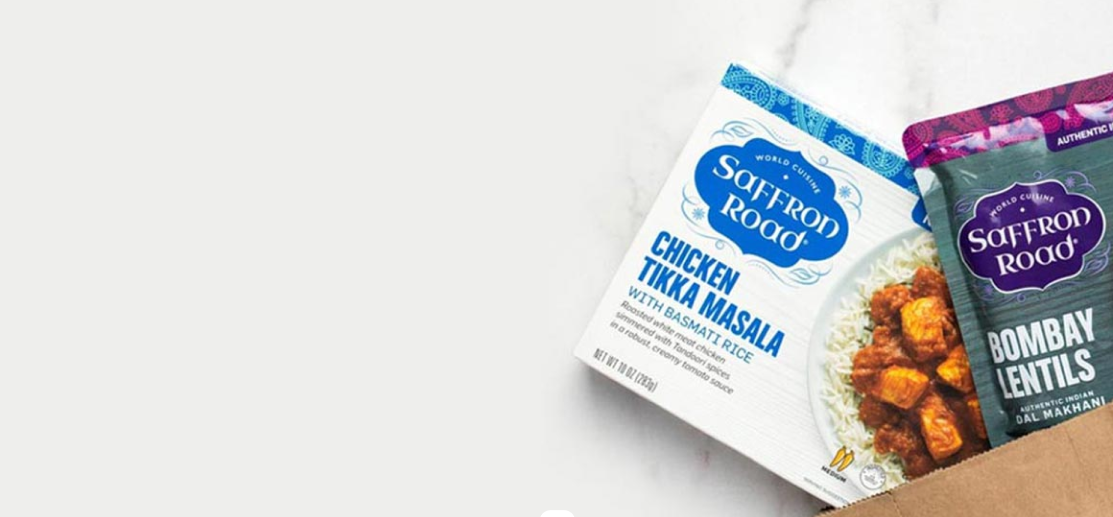 WORLD CUISINE
Saffron
Road
CHICKEN
TIKKA MASALA
WITH BASMATI RICE
Roasted white meat chicken
simmered with Tandoori spices
in a robust, creamy tomato sauce
NET WT 10 OZ (283g)
MEDIUM
AUTHENTIC
WORLD CUISINE
Saffron
Road
BOMBAY
LENTILS
AUTHENTIC INDIAN
DAL MAKHANI